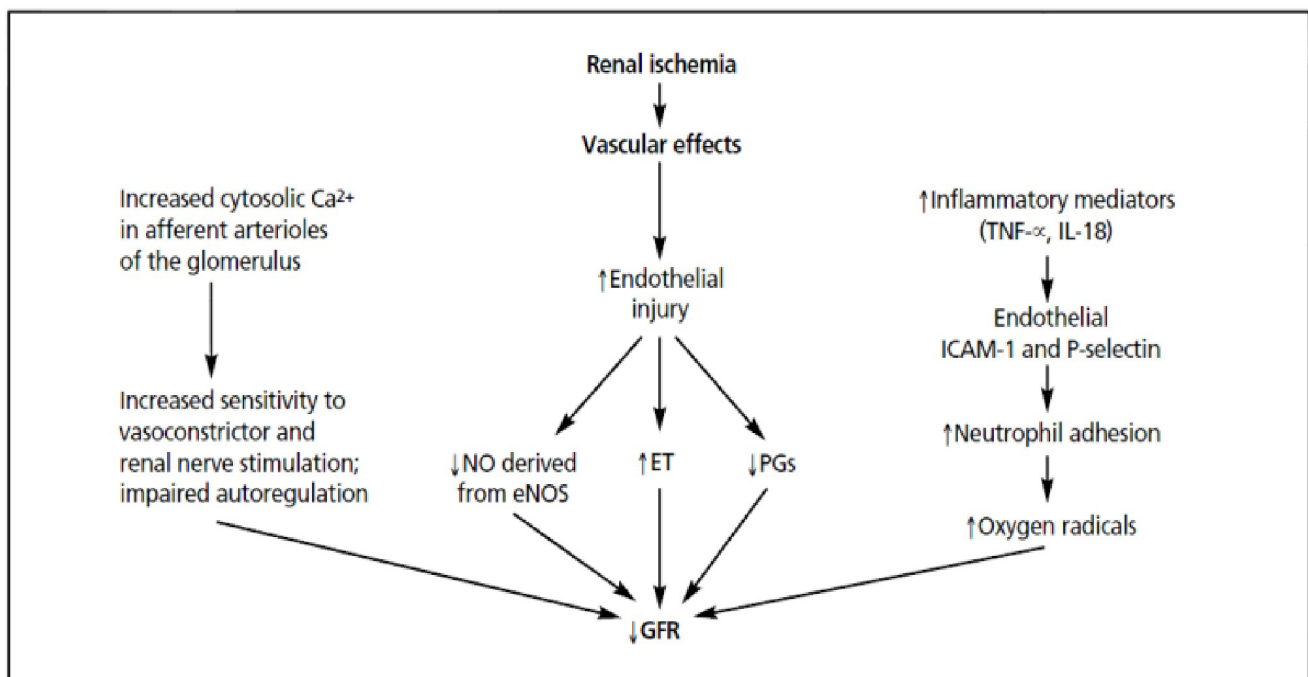 Renal ischemia
Vascular effects
Increased cytosolic Ca²⁺
in afferent arterioles
of the glomerulus
Increased sensitivity to
vasoconstrictor and
renal nerve stimulation;
impaired autoregulation
↑Endothelial
injury
↓NO derived
from eNOS
↑ET
↓PGs
↑Inflammatory mediators
(TNF-∝, IL-18)
Endothelial
ICAM-1 and P-selectin
↑Neutrophil adhesion
↑Oxygen radicals
↓GFR